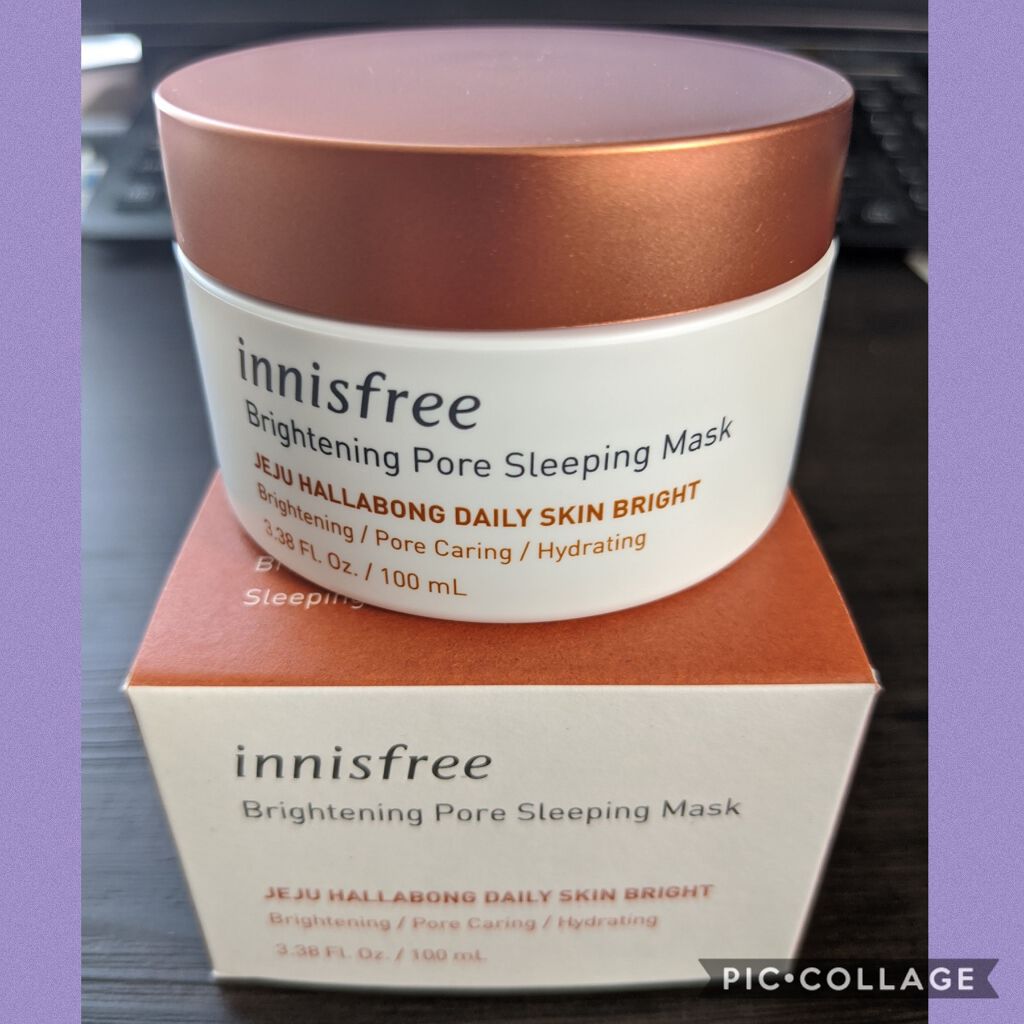 innisfree
Brightening Pore Sleeping Mask
JEJU HALLABONG DAILY SKIN BRIGHT
Brightening / Pore Caring / Hydrating
3.38 FL. Oz. / 100 mL
Sleeping
innisfree
Brightening Pore Sleeping Mask
JEJU HALLABONG DAILY SKIN BRIGHT
Brightening / Pore Caring / Hydrating
3.38 FL. Oz. / 100 mL
PIC•COLLAGE